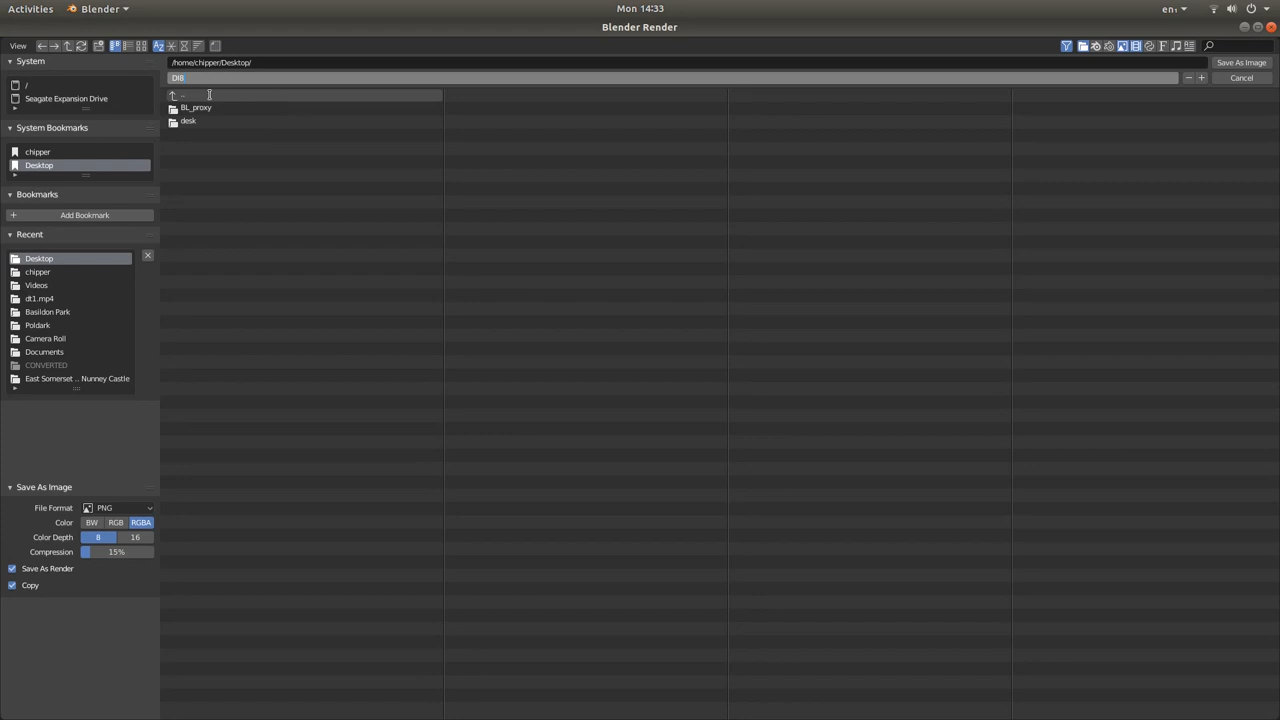 Activities Blender Mon 14:33 en₁
Blender Render
View
System /home/chipper/Desktop/ Save As Image
DI8 Cancel
/ ..
Seagate Expansion Drive BL_proxy
desk
System Bookmarks
chipper
Desktop
Bookmarks
Add Bookmark
Recent
Desktop
chipper
Videos
dt1.mp4
Basildon Park
Poldark
Camera Roll
Documents
CONVERTED
East Somerset .. Nunney Castle
Save As Image
File Format PNG
Color BW RGB RGBA
Color Depth 8 16
Compression 15%
Save As Render
Copy